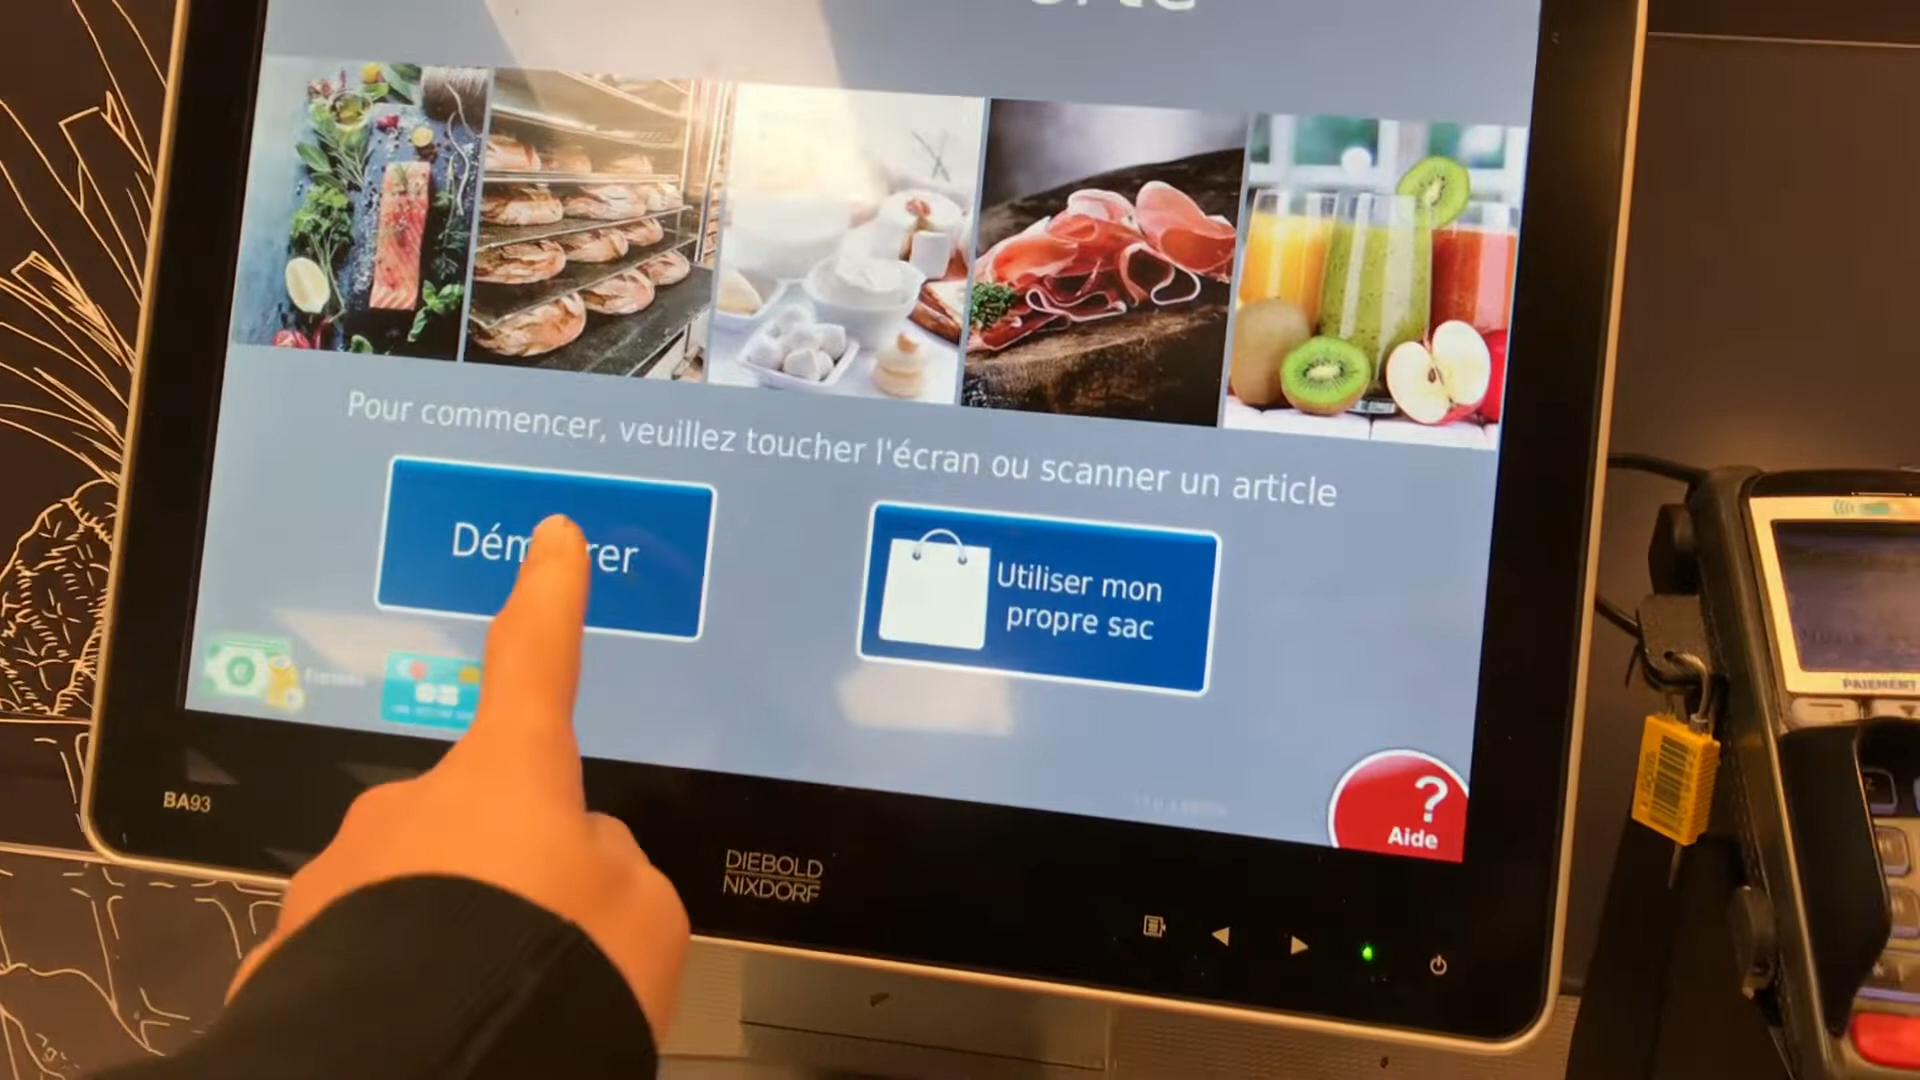 Pour commencer, veuillez toucher l'écran ou scanner un article
Utiliser mon
propre sac
?
Aide
BA93
DIEBOLD
NIXDORF
PAIEMENT